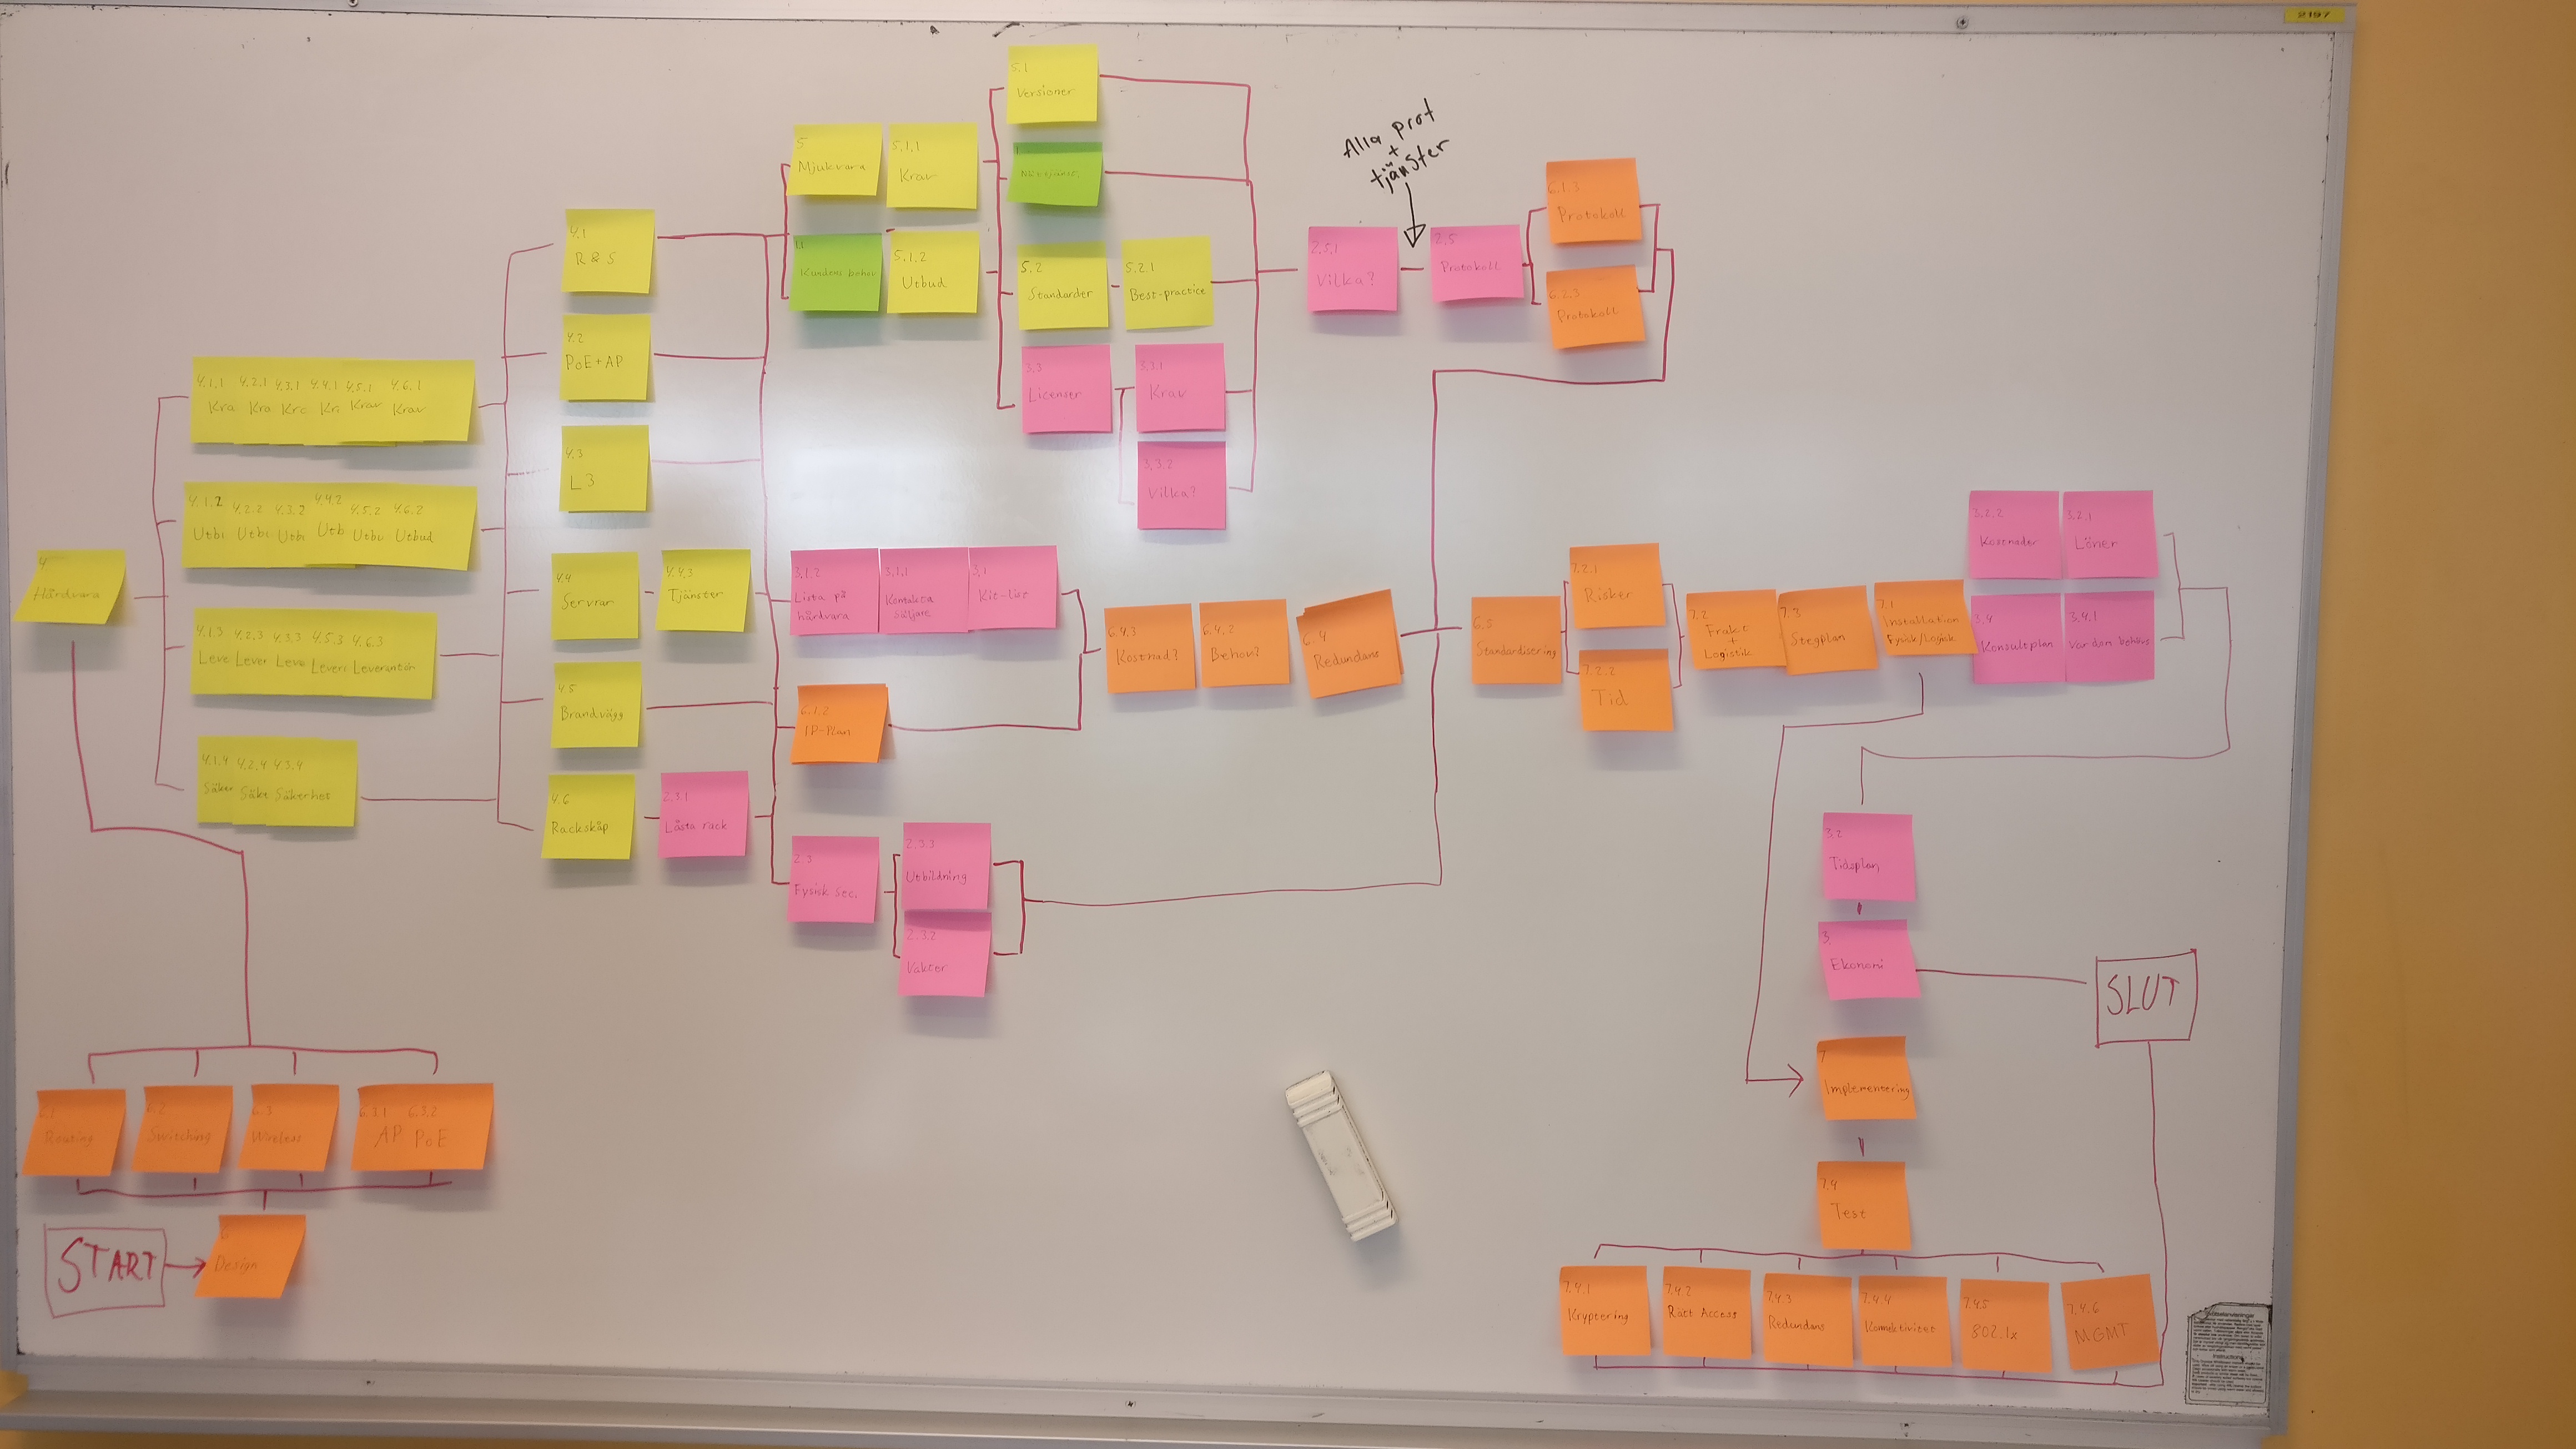 2197
5.1
Versioner
5
Mjukvara
5.1.1
Krav
1.1
Kundens behov
5.1.2
Utbud
5.2
Standarder
5.2.1
Best-practice
3.3
Licenser
3.3.1
Krav
3.3.2
Vilka?
Alla prot
+
tjänster
2.5.1
Vilka?
2.5
Protokoll
6.1.3
Protokoll
6.2.3
Protokoll
4.1
R & S
4.2
PoE + AP
4.3
L3
4.4
Servrar
4.4.3
Tjänster
4.5
Brandvägg
4.6
Rackskåp
2.3.1
Låsta rack
4
Hårdvara
4.1.1 4.2.1 4.3.1 4.4.1 4.5.1 4.6.1
Kra Kra Krc Kr Krav Krav
4.1.2 4.2.2 4.3.2 4.4.2 4.5.2 4.6.2
Utbi Utbi Utbi Utb Utbu Utbud
4.1.3 4.2.3 4.3.3 4.5.3 4.6.3
Leve Lever Leve Leveri Leverantör
4.1.4 4.2.4 4.3.4
Säker Säke Säkerhet
3.1.2
Lista på
hårdvara
3.1.1
Kontakta
säljare
3.1
Kit-list
6.1.2
IP-Plan
2.3
Fysisk sec.
2.3.3
Utbildning
2.3.2
Vakter
6.4.3
Kostnad?
6.4.2
Behov?
6.4
Redundans
Standardisering
7.2.1
Risker
7.2.2
Tid
7.2
Frakt
+
Logistik
7.3
Stegplan
7.1
Installation
Fysisk/Logisk
3.2.2
Kostnader
3.2.1
Löner
3.4
Konsultplan
3.4.1
Var den behövs
3.2
Tidsplan
3
Ekonomi
SLUT
7
Implementering
7.4
Test
7.4.1
Kryptering
7.4.2
Rätt Access
7.4.3
Redundans
7.4.4
Konnektivitet
7.4.5
802.1x
7.4.6
MGMT
6.1
Routing
6.2
Switching
6.3
Wireless
6.3.1 6.3.2
AP PoE
START
6
Design